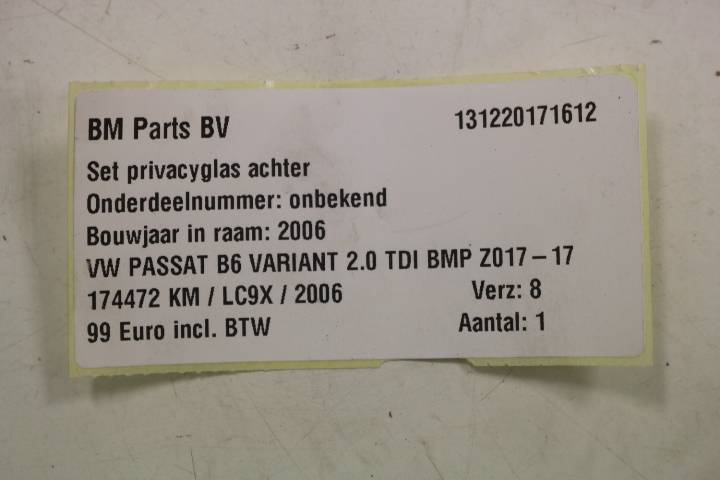 BM Parts BV 131220171612
Set privacyglas achter
Onderdeelnummer: onbekend
Bouwjaar in raam: 2006
VW PASSAT B6 VARIANT 2.0 TDI BMP Z017 – 17
174472 KM / LC9X / 2006 Verz: 8
99 Euro incl. BTW Aantal: 1